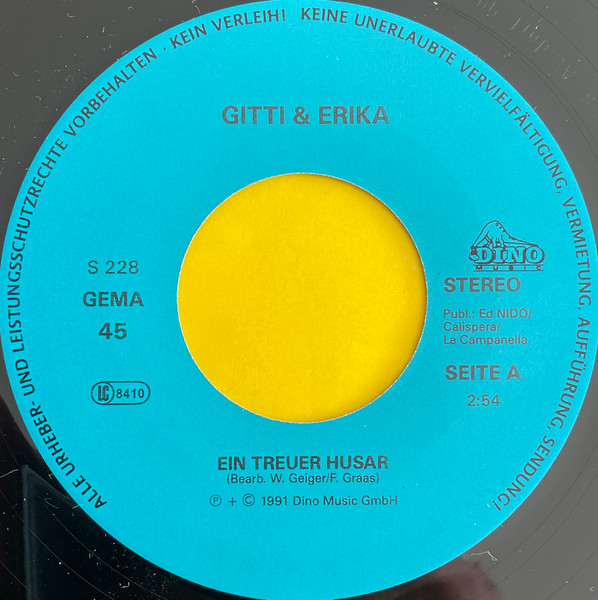 ALLE URHEBER- UND LEISTUNGSSCHUTZRECHTE VORBEHALTEN · KEIN VERLEIH! KEINE UNERLAUBTE VERVIELFÄLTIGUNG, VERMIETUNG, AUFFÜHRUNG, SENDUNG!
GITTI & ERIKA
DINO
MUSIC
S 228
GEMA
45
LC 8410
STEREO
Publ.: Ed NIDO/
Calispera/
La Campanella
SEITE A
2:54
EIN TREUER HUSAR
(Bearb. W. Geiger/F. Graas)
Ⓟ + © 1991 Dino Music GmbH